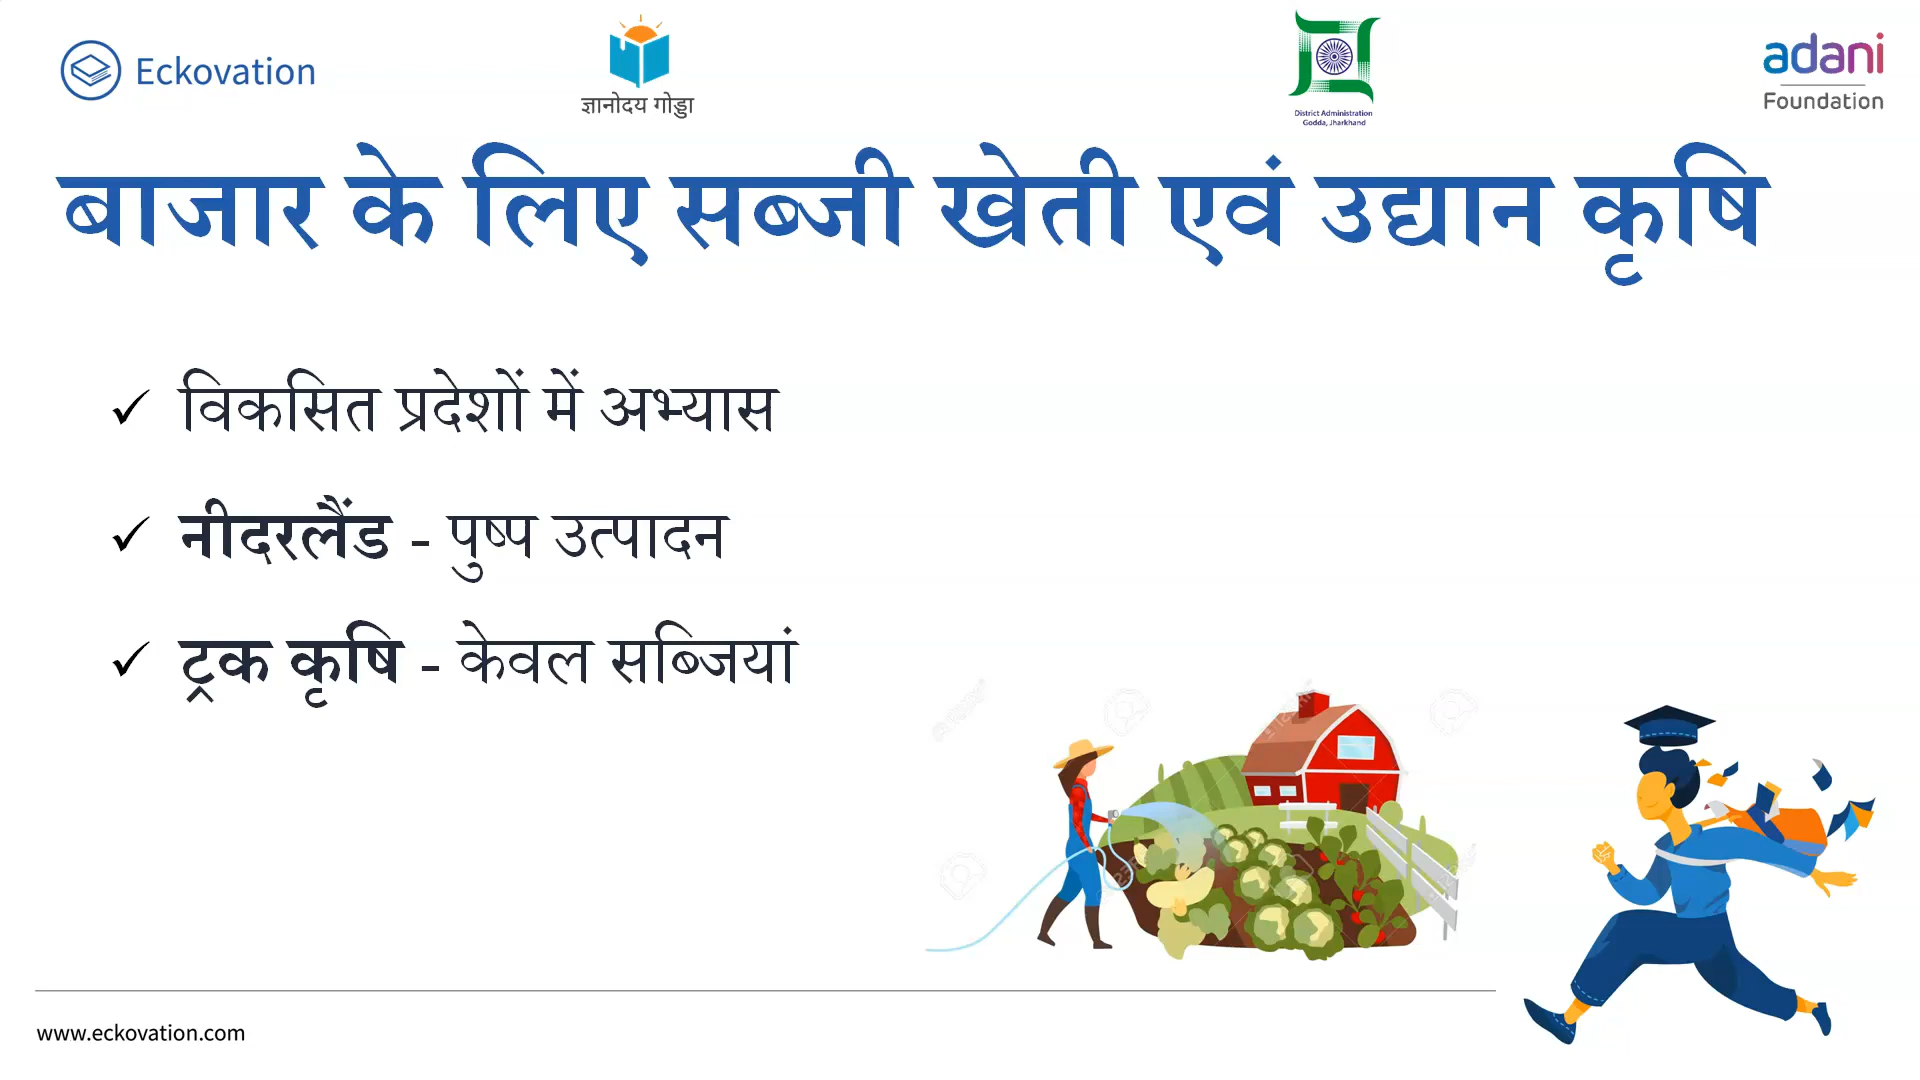 Eckovation
ज्ञानोदय गोड्डा
District Administration
Godda, Jharkhand
adani
Foundation
बाजार के लिए सब्जी खेती एवं उद्यान कृषि
✓ विकसित प्रदेशों में अभ्यास
✓ नीदरलैंड - पुष्प उत्पादन
✓ ट्रक कृषि - केवल सब्जियां
www.eckovation.com